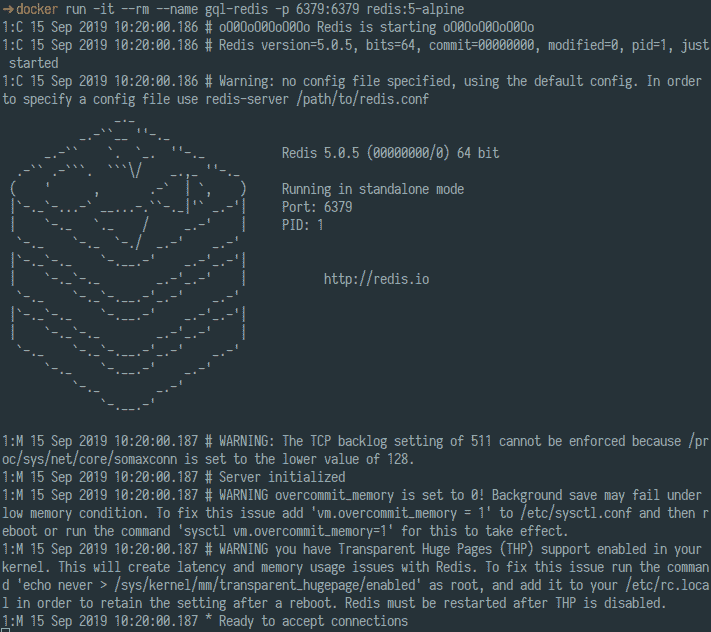 →docker run -it --rm --name gql-redis -p 6379:6379 redis:5-alpine
1:C 15 Sep 2019 10:20:00.186 # oO0OoO0OoO0Oo Redis is starting oO0OoO0OoO0Oo
1:C 15 Sep 2019 10:20:00.186 # Redis version=5.0.5, bits=64, commit=00000000, modified=0, pid=1, just
 started
1:C 15 Sep 2019 10:20:00.186 # Warning: no config file specified, using the default config. In order
to specify a config file use redis-server /path/to/redis.conf
Redis 5.0.5 (00000000/0) 64 bit
Running in standalone mode
Port: 6379
PID: 1
http://redis.io
1:M 15 Sep 2019 10:20:00.187 # WARNING: The TCP backlog setting of 511 cannot be enforced because /pr
oc/sys/net/core/somaxconn is set to the lower value of 128.
1:M 15 Sep 2019 10:20:00.187 # Server initialized
1:M 15 Sep 2019 10:20:00.187 # WARNING overcommit_memory is set to 0! Background save may fail under
low memory condition. To fix this issue add 'vm.overcommit_memory = 1' to /etc/sysctl.conf and then r
eboot or run the command 'sysctl vm.overcommit_memory=1' for this to take effect.
1:M 15 Sep 2019 10:20:00.187 # WARNING you have Transparent Huge Pages (THP) support enabled in your
kernel. This will create latency and memory usage issues with Redis. To fix this issue run the comman
d 'echo never > /sys/kernel/mm/transparent_hugepage/enabled' as root, and add it to your /etc/rc.loca
l in order to retain the setting after a reboot. Redis must be restarted after THP is disabled.
1:M 15 Sep 2019 10:20:00.187 * Ready to accept connections